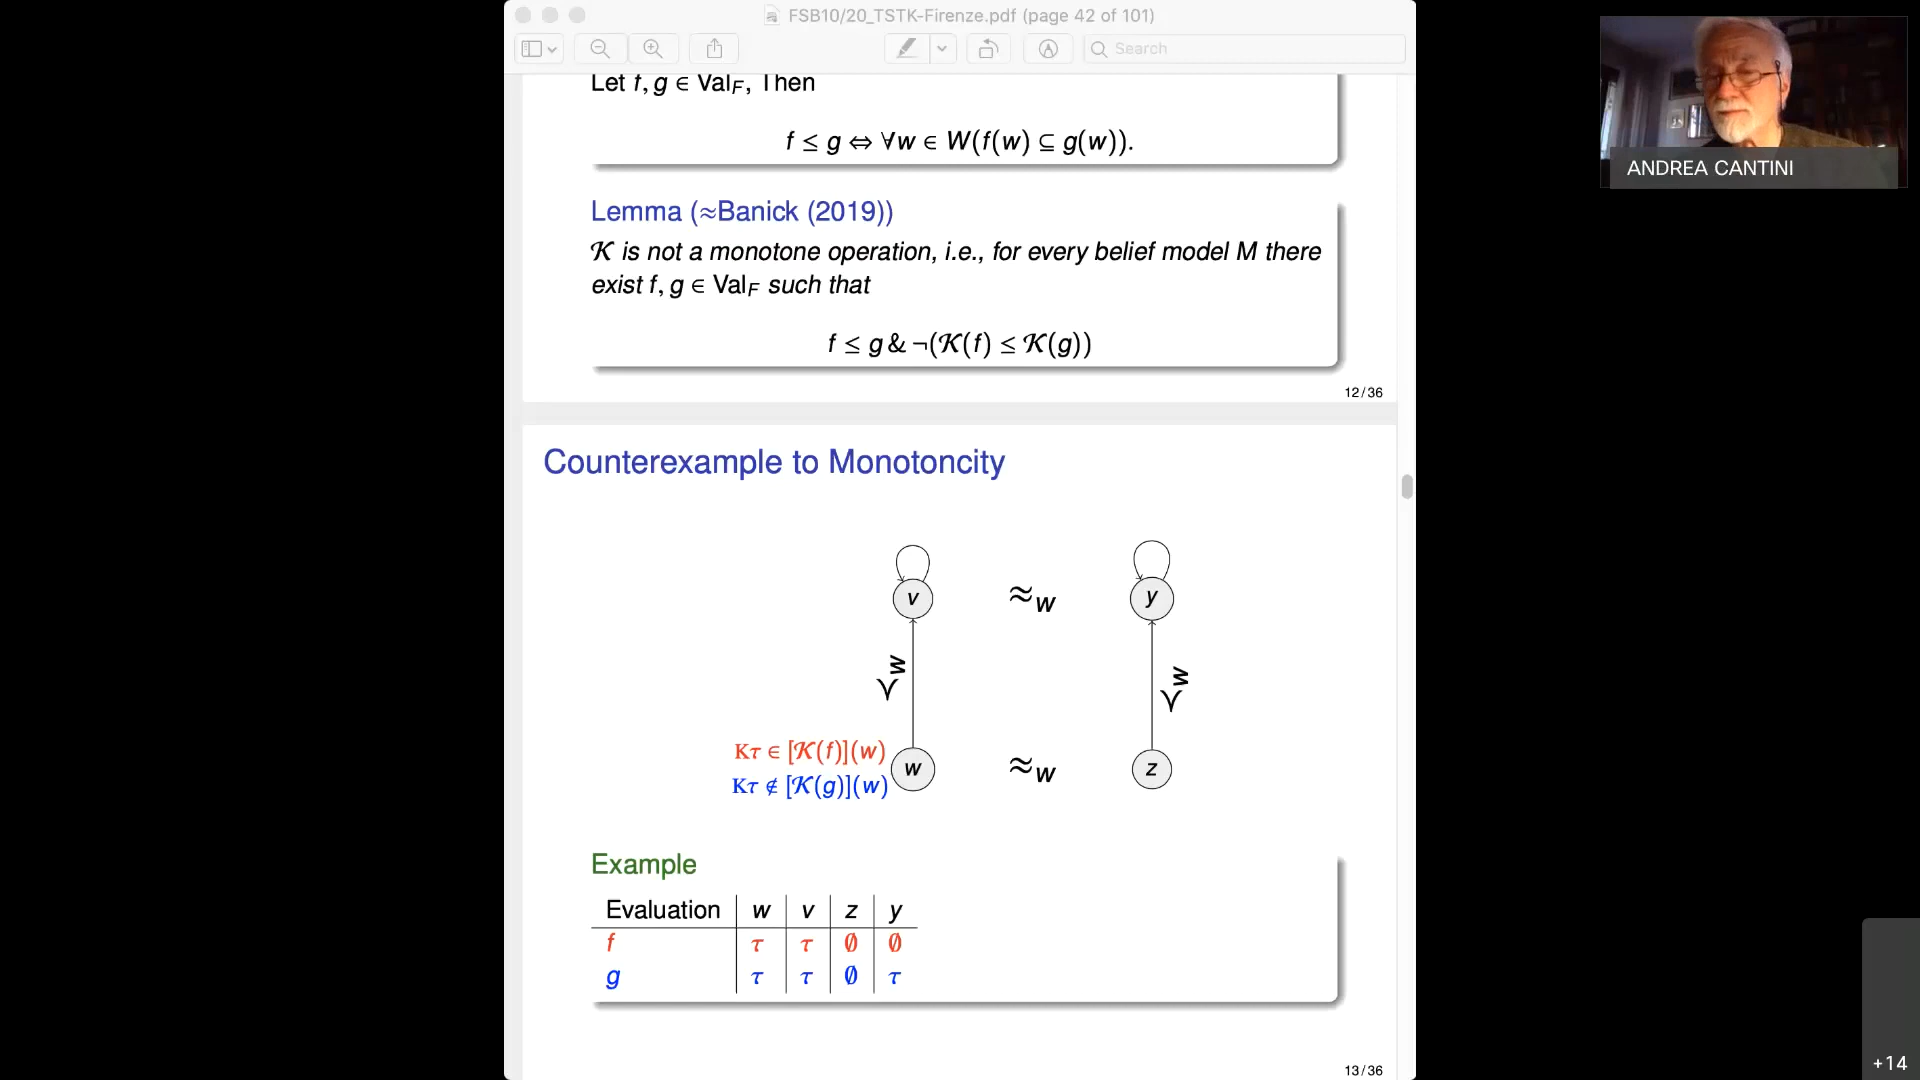 FSB10/20_TSTK-Firenze.pdf (page 42 of 101)
Search
Let f, g ∈ Val_F, Then
f ≤ g ⇔ ∀w ∈ W(f(w) ⊆ g(w)).
Lemma (≈Banick (2019))
𝒦 is not a monotone operation, i.e., for every belief model M there
exist f, g ∈ Val_F such that
f ≤ g & ¬(𝒦(f) ≤ 𝒦(g))
12/36
Counterexample to Monotoncity
v ≈_w y
≺_w ≺_w
Kτ ∈ [𝒦(f)](w)
Kτ ∉ [𝒦(g)](w)
w ≈_w z
Example
Evaluation w v z y
f τ τ ∅ ∅
g τ τ ∅ τ
13/36
ANDREA CANTINI
+14